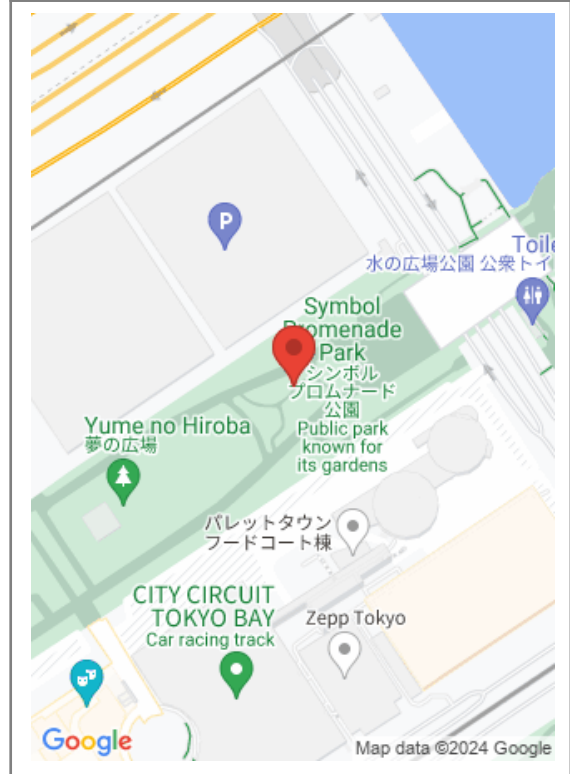 P
Toile
水の広場公園 公衆トイ
Symbol
Promenade
Park
シンボル
プロムナード
公園
Public park
known for
its gardens
Yume no Hiroba
夢の広場
パレットタウン
フードコート棟
CITY CIRCUIT
TOKYO BAY
Car racing track
Zepp Tokyo
Google
Map data ©2024 Google